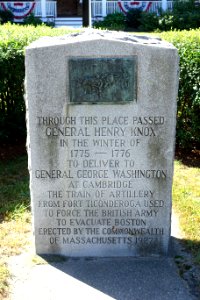 THROUGH THIS PLACE PASSED
GENERAL HENRY KNOX
IN THE WINTER OF
1775 — 1776
TO DELIVER TO
GENERAL GEORGE WASHINGTON
AT CAMBRIDGE
THE TRAIN OF ARTILLERY
FROM FORT TICONDEROGA USED
TO FORCE THE BRITISH ARMY
TO EVACUATE BOSTON
ERECTED BY THE COMMONWEALTH
OF MASSACHUSETTS 1927